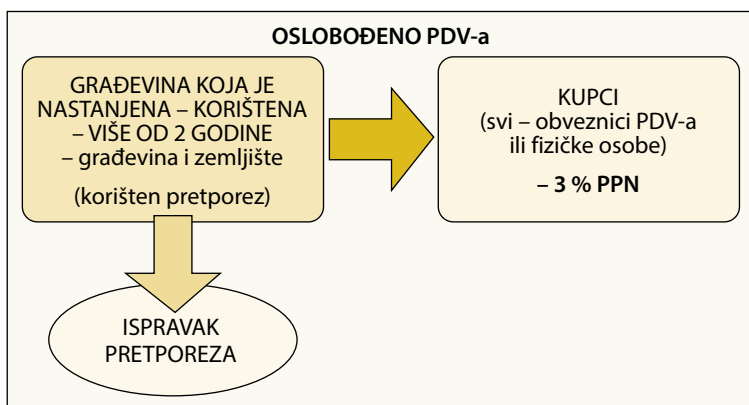 OSLOBOĐENO PDV-a
GRAĐEVINA KOJA JE
NASTANJENA – KORIŠTENA
– VIŠE OD 2 GODINE
– građevina i zemljište
(korišten pretporez)
KUPCI
(svi – obveznici PDV-a
ili fizičke osobe)
– 3 % PPN
ISPRAVAK
PRETPOREZA